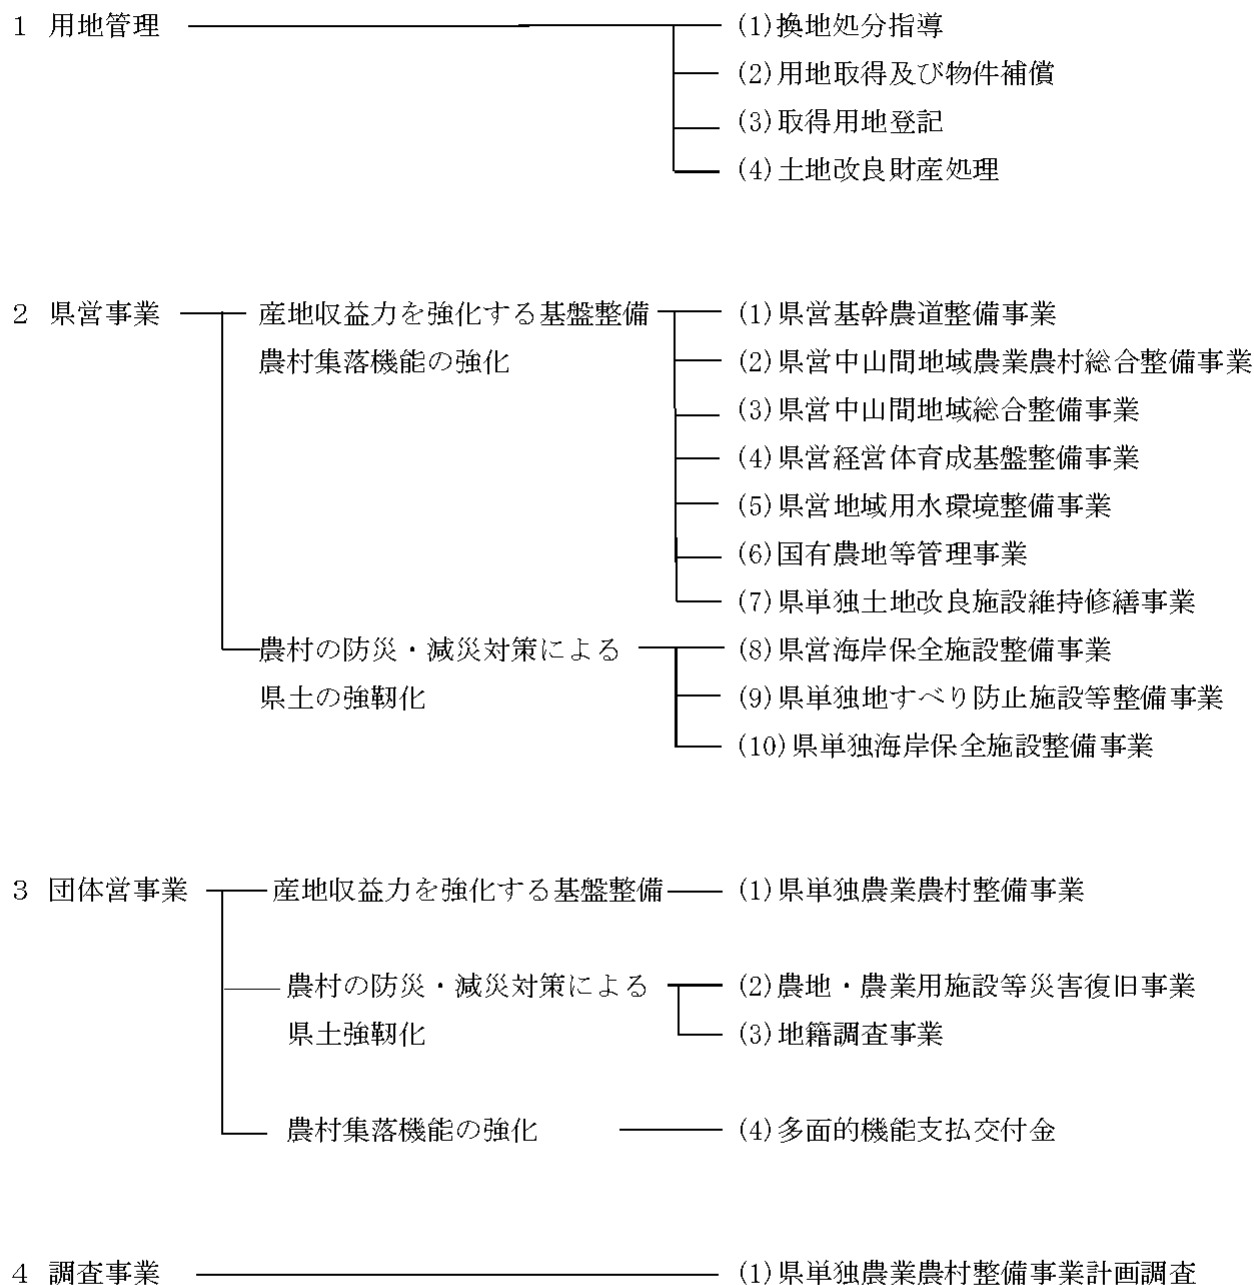 1 用地管理 (1)換地処分指導
(2)用地取得及び物件補償
(3)取得用地登記
(4)土地改良財産処理
2 県営事業 産地収益力を強化する基盤整備 (1)県営基幹農道整備事業
農村集落機能の強化 (2)県営中山間地域農業農村総合整備事業
(3)県営中山間地域総合整備事業
(4)県営経営体育成基盤整備事業
(5)県営地域用水環境整備事業
(6)国有農地等管理事業
(7)県単独土地改良施設維持修繕事業
農村の防災・減災対策による (8)県営海岸保全施設整備事業
県土の強靱化 (9)県単独地すべり防止施設等整備事業
(10)県単独海岸保全施設整備事業
3 団体営事業 産地収益力を強化する基盤整備 (1)県単独農業農村整備事業
農村の防災・減災対策による (2)農地・農業用施設等災害復旧事業
県土強靱化 (3)地籍調査事業
農村集落機能の強化 (4)多面的機能支払交付金
4 調査事業 (1)県単独農業農村整備事業計画調査